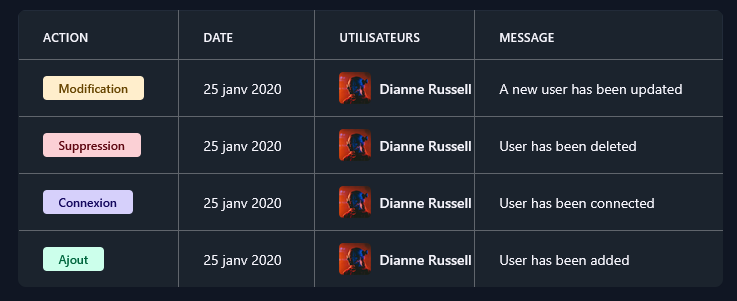 ACTION DATE UTILISATEURS MESSAGE
Modification 25 janv 2020 Dianne Russell A new user has been updated
Suppression 25 janv 2020 Dianne Russell User has been deleted
Connexion 25 janv 2020 Dianne Russell User has been connected
Ajout 25 janv 2020 Dianne Russell User has been added